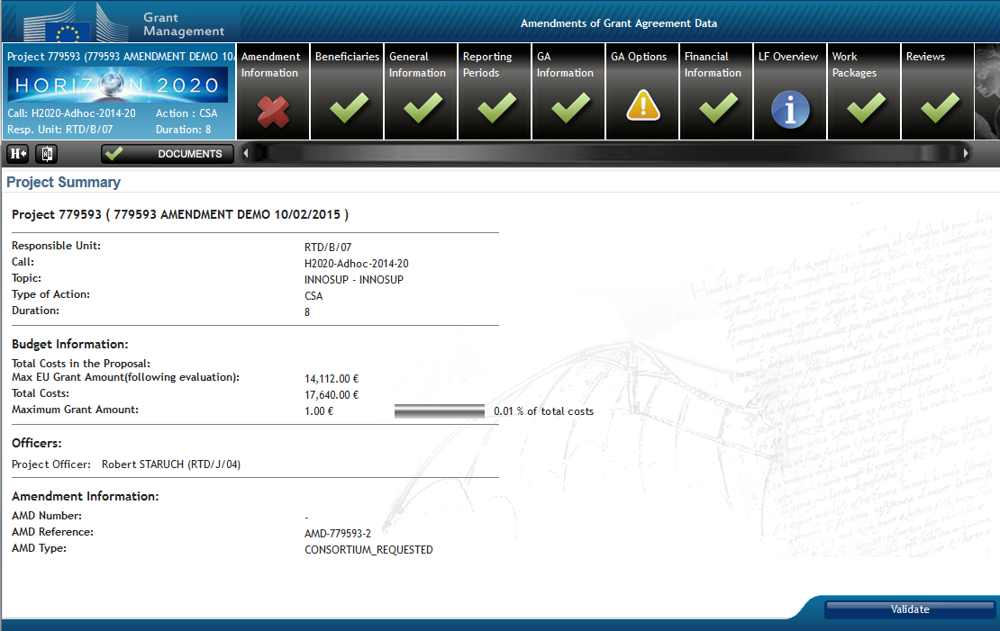 Grant
Management
Amendments of Grant Agreement Data
Project 779593 (779593 AMENDMENT DEMO 10/
HORIZON 2020
Call: H2020-Adhoc-2014-20 Action : CSA
Resp. Unit: RTD/B/07 Duration: 8
Amendment
Information
Beneficiaries
General
Information
Reporting
Periods
GA
Information
GA Options
Financial
Information
LF Overview
Work
Packages
Reviews
DOCUMENTS
Project Summary
Project 779593 ( 779593 AMENDMENT DEMO 10/02/2015 )
Responsible Unit: RTD/B/07
Call: H2020-Adhoc-2014-20
Topic: INNOSUP - INNOSUP
Type of Action: CSA
Duration: 8
Budget Information:
Total Costs in the Proposal:
Max EU Grant Amount(following evaluation): 14,112.00 €
Total Costs: 17,640.00 €
Maximum Grant Amount: 1.00 € 0.01 % of total costs
Officers:
Project Officer: Robert STARUCH (RTD/J/04)
Amendment Information:
AMD Number: -
AMD Reference: AMD-779593-2
AMD Type: CONSORTIUM_REQUESTED
Validate